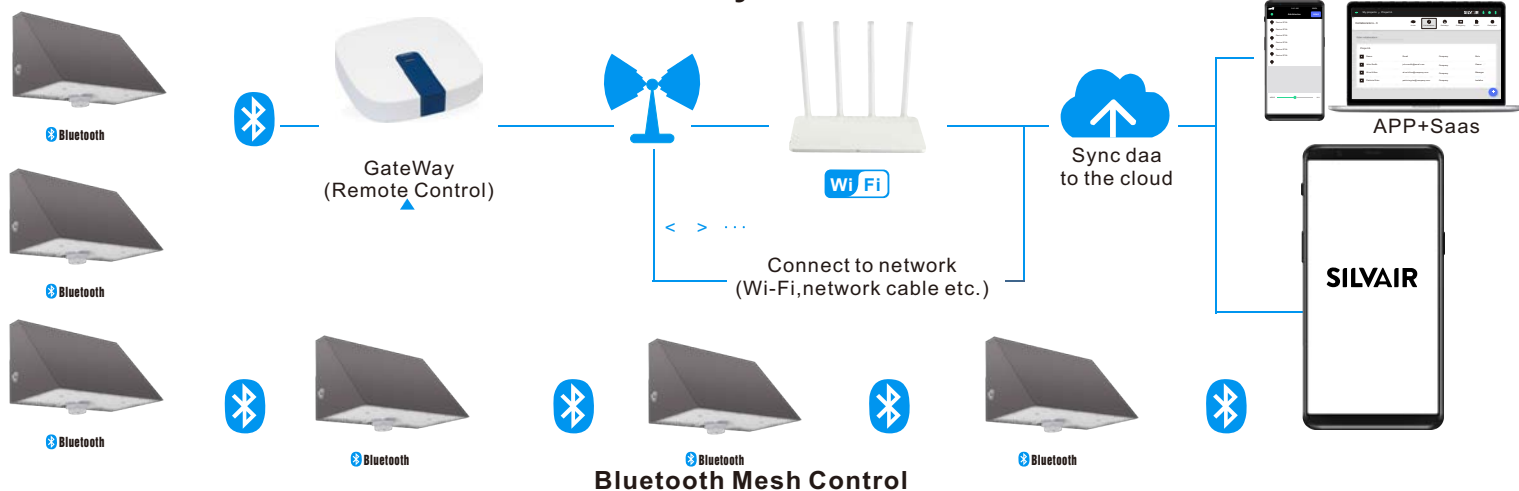 SILVAIR
APP+Saas
Bluetooth
GateWay
(Remote Control)
Wi Fi
Sync daa
to the cloud
< > ···
Bluetooth
Connect to network
(Wi-Fi,network cable etc.)
SILVAIR
Bluetooth
Bluetooth
Bluetooth
Bluetooth
Bluetooth Mesh Control